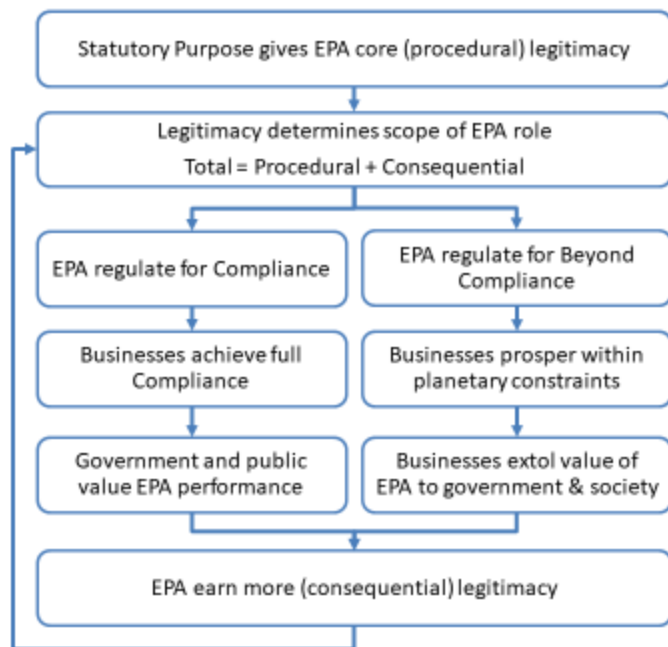 Statutory Purpose gives EPA core (procedural) legitimacy
Legitimacy determines scope of EPA role
Total = Procedural + Consequential
EPA regulate for Compliance
EPA regulate for Beyond
Compliance
Businesses achieve full
Compliance
Businesses prosper within
planetary constraints
Government and public
value EPA performance
Businesses extol value of
EPA to government & society
EPA earn more (consequential) legitimacy